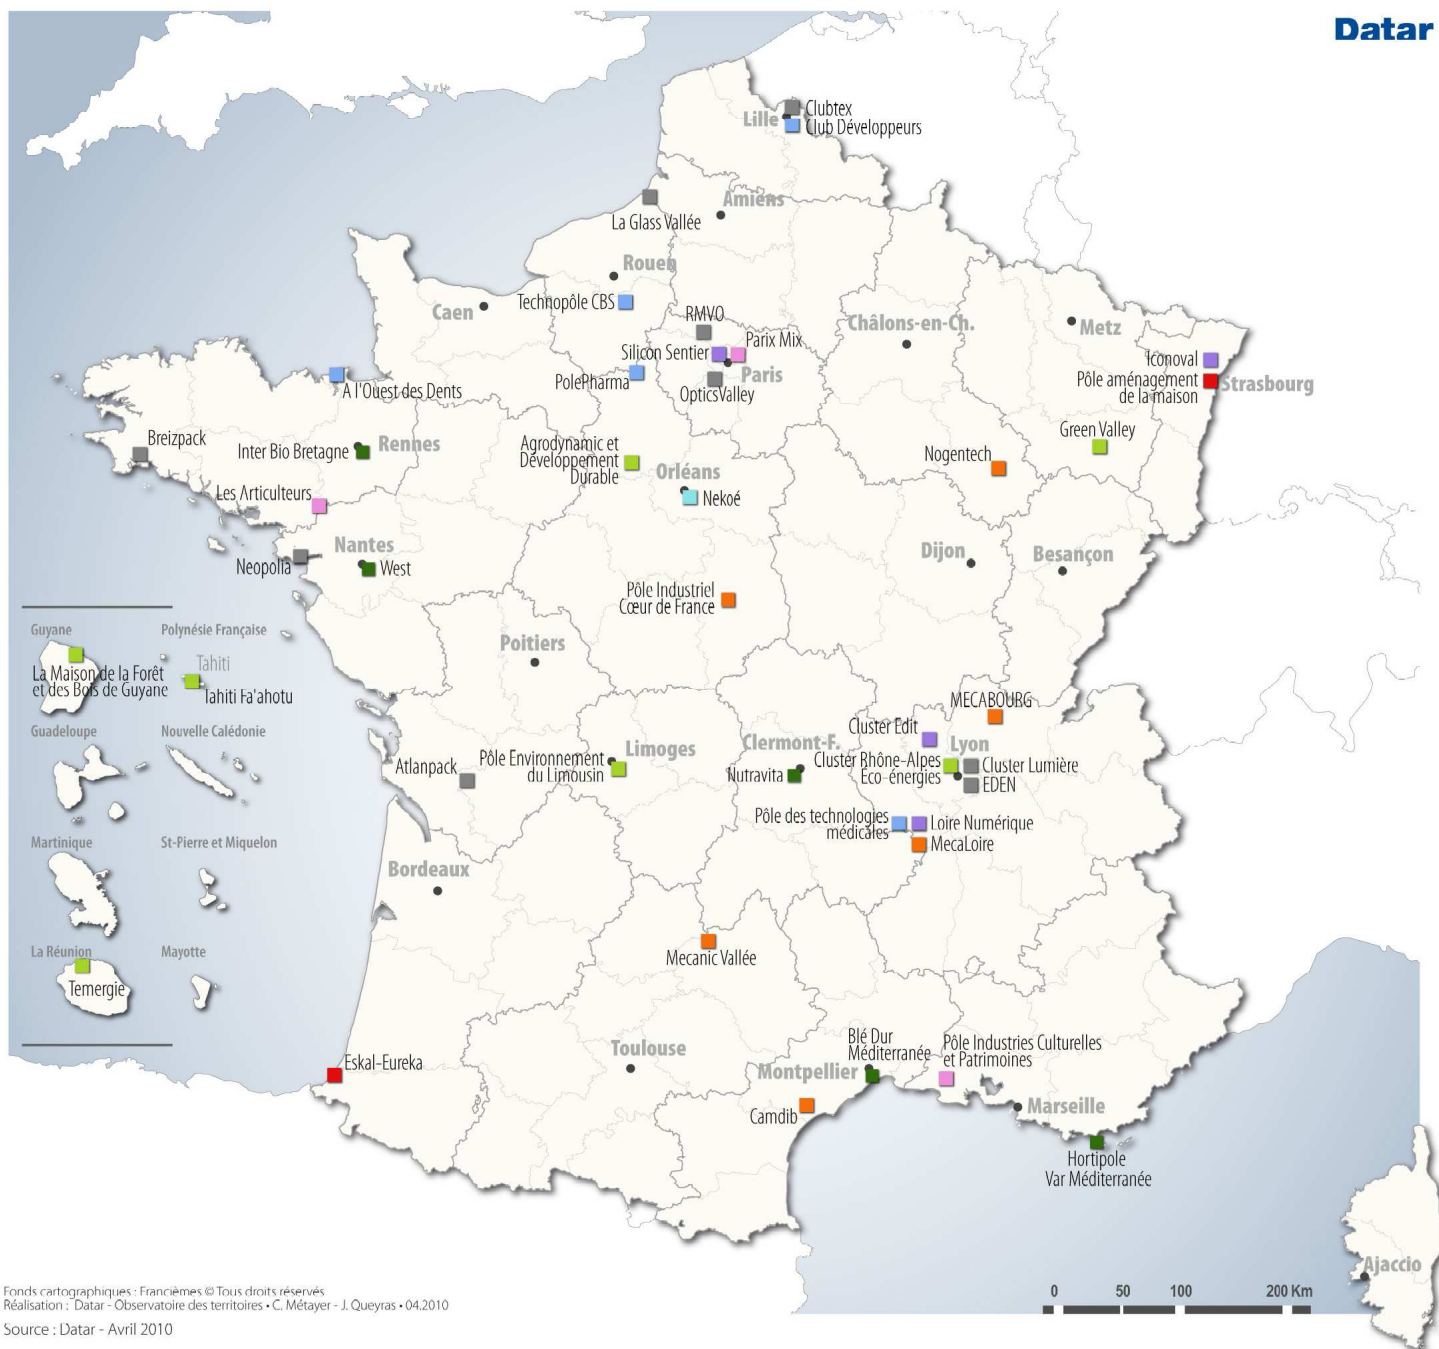 Datar
Clubtex
Lille
Club Développeurs
Amiens
La Glass Vallée
Rouen
Technopôle CBS
Caen
RMVO
Châlons-en-Ch.
Metz
Parix Mix
Silicon Sentier
Iconoval
Paris
PolePharma
Pôle aménagement
de la maison
Strasbourg
A l'Ouest des Dents
OpticsValley
Green Valley
Breizpack
Rennes
Inter Bio Bretagne
Agrodynamic et
Développement
Durable
Nogentech
Orléans
Les Articulteurs
Nekoé
Nantes
Dijon
Besançon
Neopolia
West
Pôle Industriel
Cœur de France
Guyane
Polynésie Française
Poitiers
Tahiti
La Maison de la Forêt
et des Bois de Guyane
Tahiti Fa'ahotu
MECABOURG
Guadeloupe
Nouvelle Calédonie
Cluster Edit
Limoges
Clermont-F.
Lyon
Pôle Environnement
du Limousin
Cluster Rhône-Alpes
Eco-énergies
Cluster Lumière
Atlanpack
Nutravita
EDEN
Pôle des technologies
médicales
Loire Numérique
Martinique
St-Pierre et Miquelon
MecaLoire
Bordeaux
La Réunion
Mayotte
Mecanic Vallée
Temergie
Blé Dur
Méditerranée
Pôle Industries Culturelles
et Patrimoines
Toulouse
Eskal-Eureka
Montpellier
Marseille
Camdib
Hortipole
Var Méditerranée
Ajaccio
0 50 100 200 Km
Fonds cartographiques : Francièmes © Tous droits réservés
Réalisation : Datar - Observatoire des territoires • C. Métayer - J. Queyras • 04.2010
Source : Datar - Avril 2010